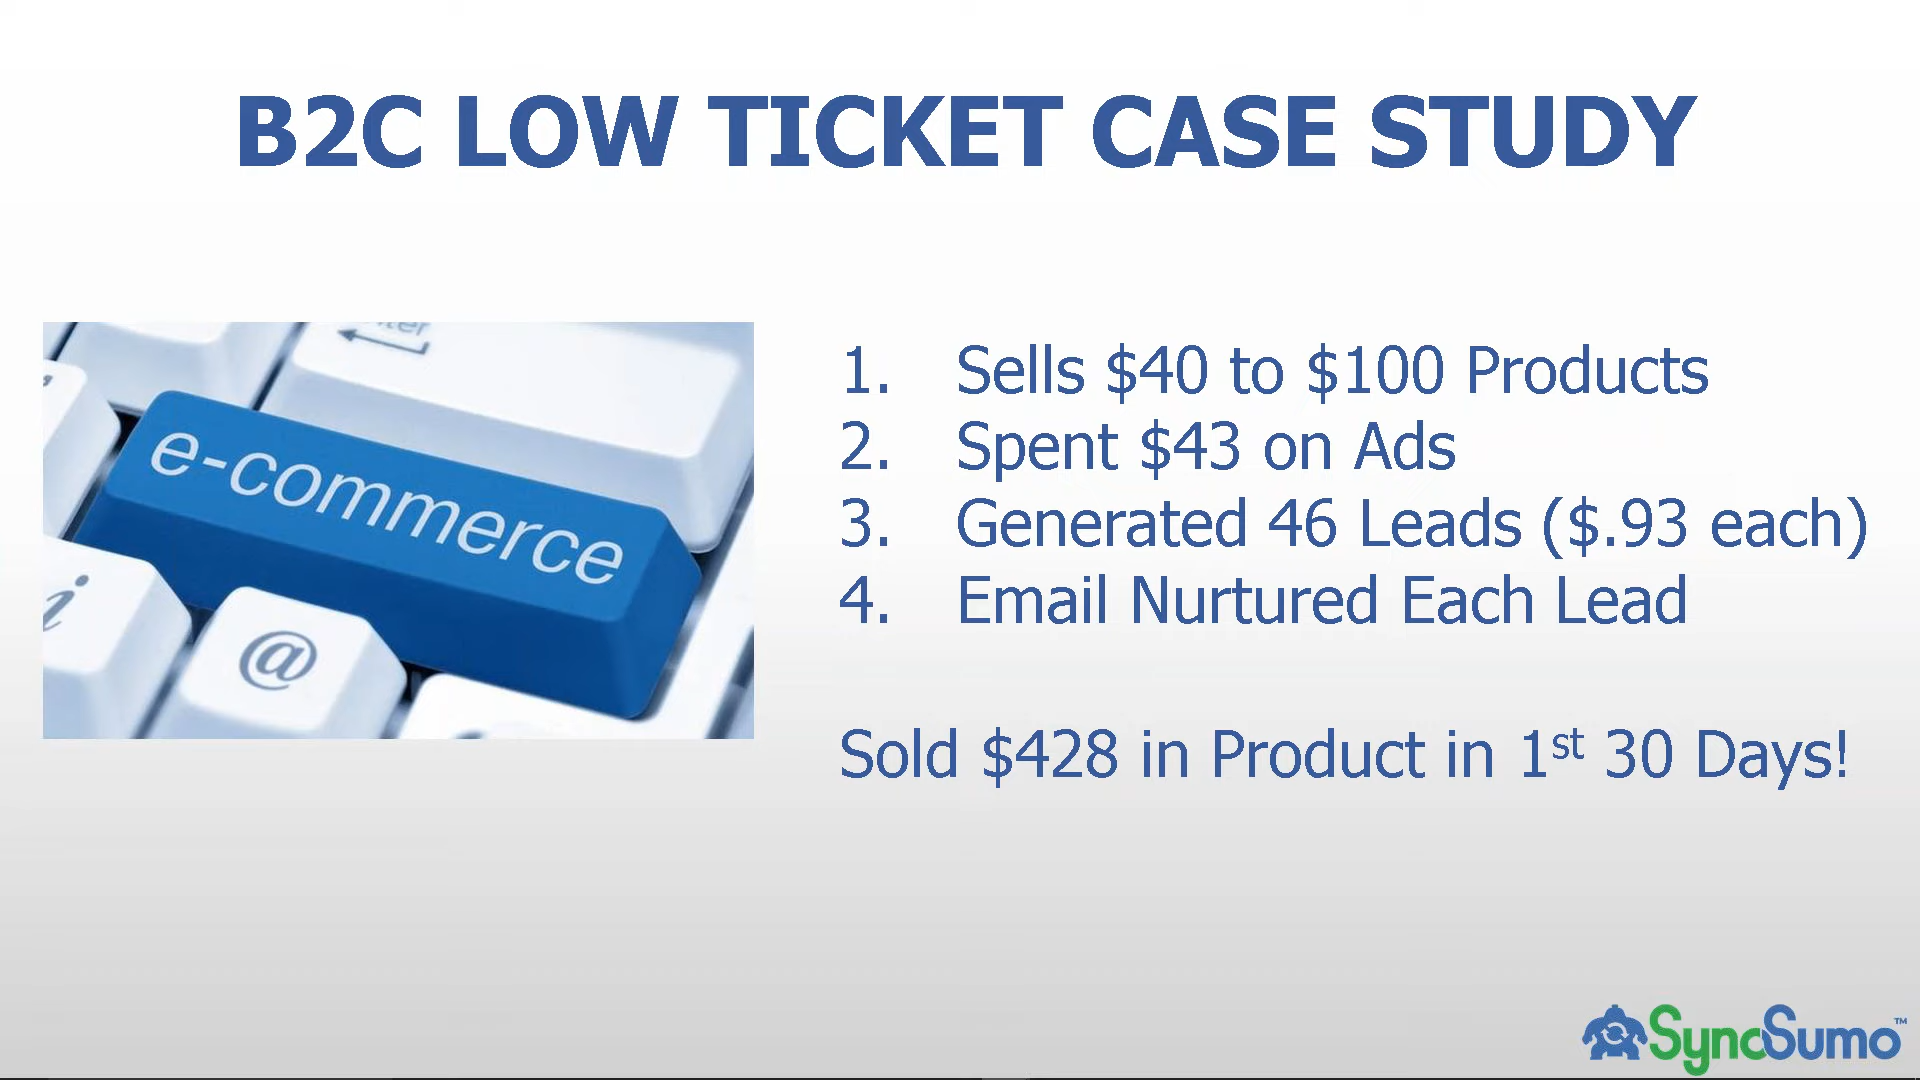 B2C LOW TICKET CASE STUDY
e-commerce
i
@
1. Sells $40 to $100 Products
2. Spent $43 on Ads
3. Generated 46 Leads ($.93 each)
4. Email Nurtured Each Lead
Sold $428 in Product in 1st 30 Days!
SyncSumo™